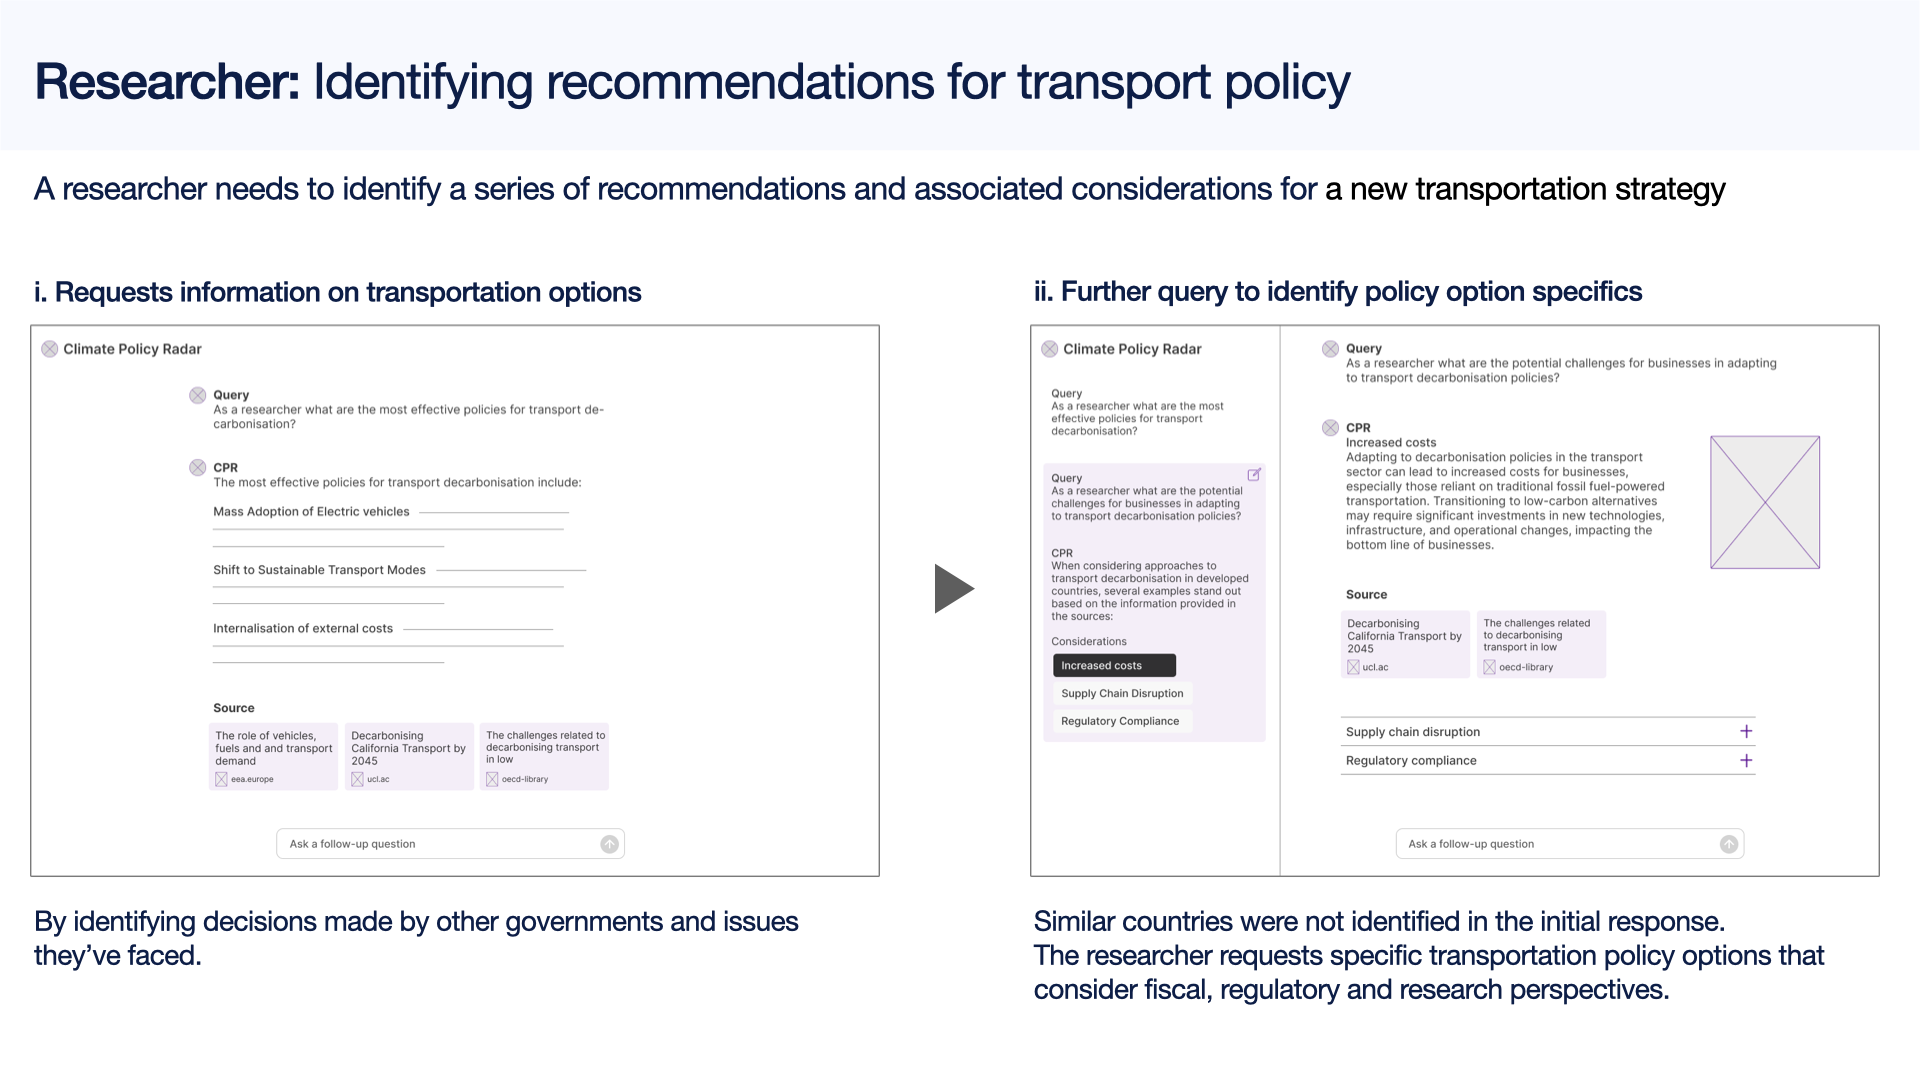 Researcher: Identifying recommendations for transport policy
A researcher needs to identify a series of recommendations and associated considerations for a new transportation strategy
i. Requests information on transportation options
Climate Policy Radar
Query
As a researcher what are the most effective policies for transport de-
carbonisation?
CPR
The most effective policies for transport decarbonisation include:
Mass Adoption of Electric vehicles
Shift to Sustainable Transport Modes
Internalisation of external costs
Source
The role of vehicles,
fuels and and transport
demand
eea.europe
Decarbonising
California Transport by
2045
ucl.ac
The challenges related to
decarbonising transport
in low
oecd-library
Ask a follow-up question
By identifying decisions made by other governments and issues
they’ve faced.
ii. Further query to identify policy option specifics
Climate Policy Radar
Query
As a researcher what are the most
effective policies for transport
decarbonisation?
Query
As a researcher what are the potential
challenges for businesses in adapting
to transport decarbonisation policies?
CPR
When considering approaches to
transport decarbonisation in developed
countries, several examples stand out
based on the information provided in
the sources:
Considerations
Increased costs
Supply Chain Disruption
Regulatory Compliance
Query
As a researcher what are the potential challenges for businesses in adapting
to transport decarbonisation policies?
CPR
Increased costs
Adapting to decarbonisation policies in the transport
sector can lead to increased costs for businesses,
especially those reliant on traditional fossil fuel-powered
transportation. Transitioning to low-carbon alternatives
may require significant investments in new technologies,
infrastructure, and operational changes, impacting the
bottom line of businesses.
Source
Decarbonising
California Transport by
2045
ucl.ac
The challenges related
to decarbonising
transport in low
oecd-library
Supply chain disruption
Regulatory compliance
Ask a follow-up question
Similar countries were not identified in the initial response.
The researcher requests specific transportation policy options that
consider fiscal, regulatory and research perspectives.